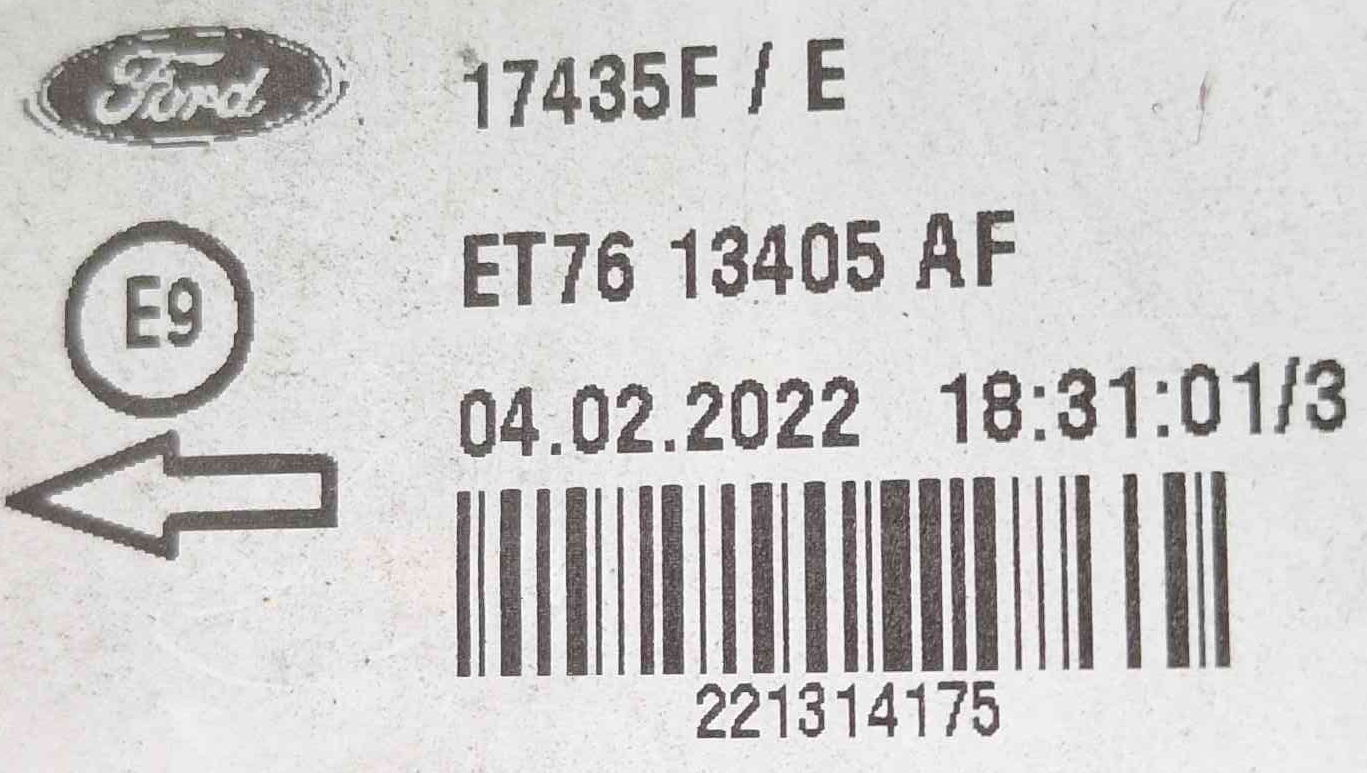 Ford
17435F / E
ET76 13405 AF
E9
04.02.2022 18:31:01/3
221314175